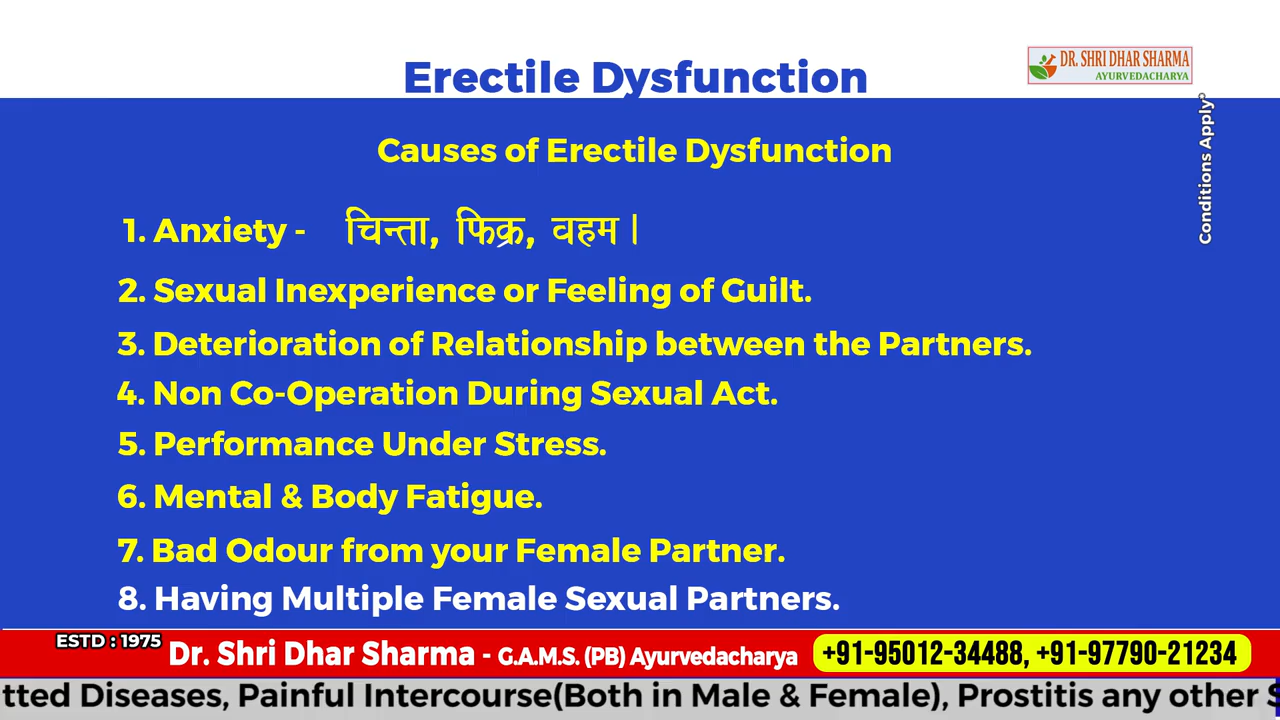 Erectile Dysfunction
DR. SHRI DHAR SHARMA
AYURVEDACHARYA
Conditions Apply°
Causes of Erectile Dysfunction
1. Anxiety - चिन्ता, फिक्र, वहम।
2. Sexual Inexperience or Feeling of Guilt.
3. Deterioration of Relationship between the Partners.
4. Non Co-Operation During Sexual Act.
5. Performance Under Stress.
6. Mental & Body Fatigue.
7. Bad Odour from your Female Partner.
8. Having Multiple Female Sexual Partners.
ESTD : 1975
Dr. Shri Dhar Sharma - G.A.M.S. (PB) Ayurvedacharya +91-95012-34488, +91-97790-21234
tted Diseases, Painful Intercourse(Both in Male & Female), Prostitis any other S